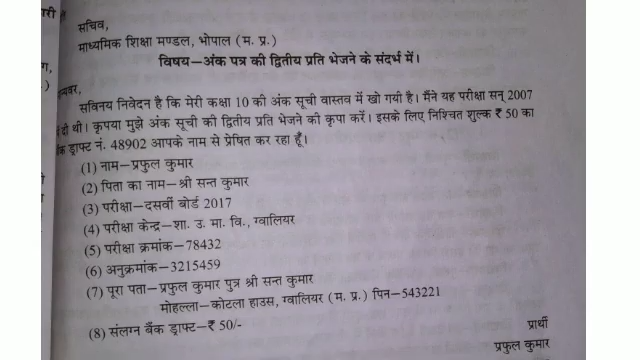 सचिव,
माध्यमिक शिक्षा मण्डल, भोपाल (म. प्र.)
विषय—अंक पत्र की द्वितीय प्रति भेजने के संदर्भ में।
सविनय निवेदन है कि मेरी कक्षा 10 की अंक सूची वास्तव में खो गयी है। मैंने यह परीक्षा सन् 2007
दी थी। कृपया मुझे अंक सूची की द्वितीय प्रति भेजने की कृपा करें। इसके लिए निश्चित शुल्क ₹ 50 का
बैंक ड्राफ्ट नं. 48902 आपके नाम से प्रेषित कर रहा हूँ।
(1) नाम—प्रफुल कुमार
(2) पिता का नाम—श्री सन्त कुमार
(3) परीक्षा—दसवीं बोर्ड 2017
(4) परीक्षा केन्द्र—शा. उ. मा. वि., ग्वालियर
(5) परीक्षा क्रमांक—78432
(6) अनुक्रमांक—3215459
(7) पूरा पता—प्रफुल कुमार पुत्र श्री सन्त कुमार
मोहल्ला—कोटला हाउस, ग्वालियर (म. प्र.) पिन—543221
(8) संलग्न बैंक ड्राफ्ट—₹ 50/-
प्रार्थी
प्रफुल कुमार